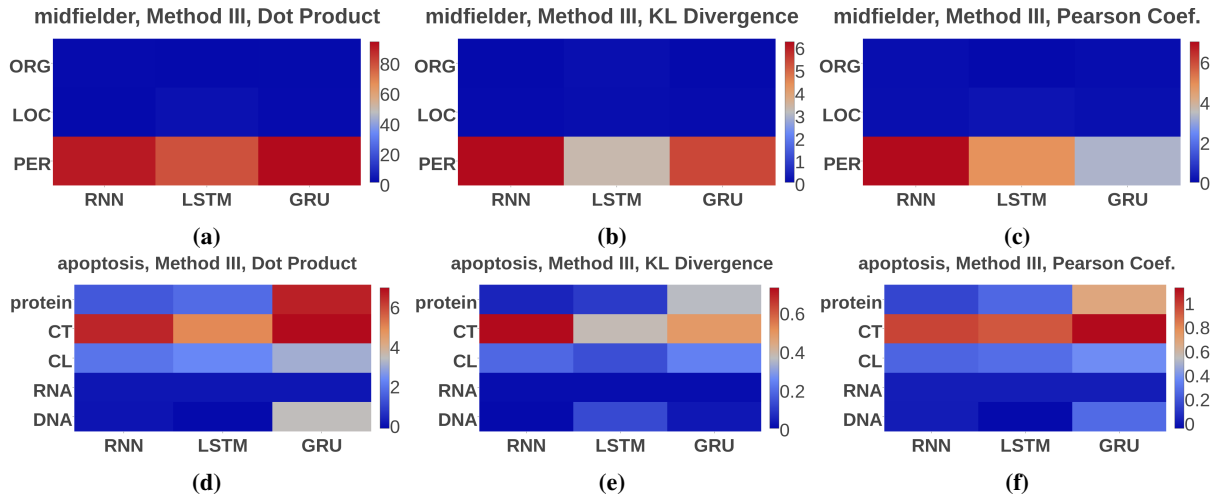 midfielder, Method III, Dot Product
ORG
LOC
PER
RNN LSTM GRU
80
60
40
20
0
(a)
midfielder, Method III, KL Divergence
ORG
LOC
PER
RNN LSTM GRU
6
5
4
3
2
1
0
(b)
midfielder, Method III, Pearson Coef.
ORG
LOC
PER
RNN LSTM GRU
6
4
2
0
(c)
apoptosis, Method III, Dot Product
protein
CT
CL
RNA
DNA
RNN LSTM GRU
6
4
2
0
(d)
apoptosis, Method III, KL Divergence
protein
CT
CL
RNA
DNA
RNN LSTM GRU
0.6
0.4
0.2
0
(e)
apoptosis, Method III, Pearson Coef.
protein
CT
CL
RNA
DNA
RNN LSTM GRU
1
0.8
0.6
0.4
0.2
0
(f)